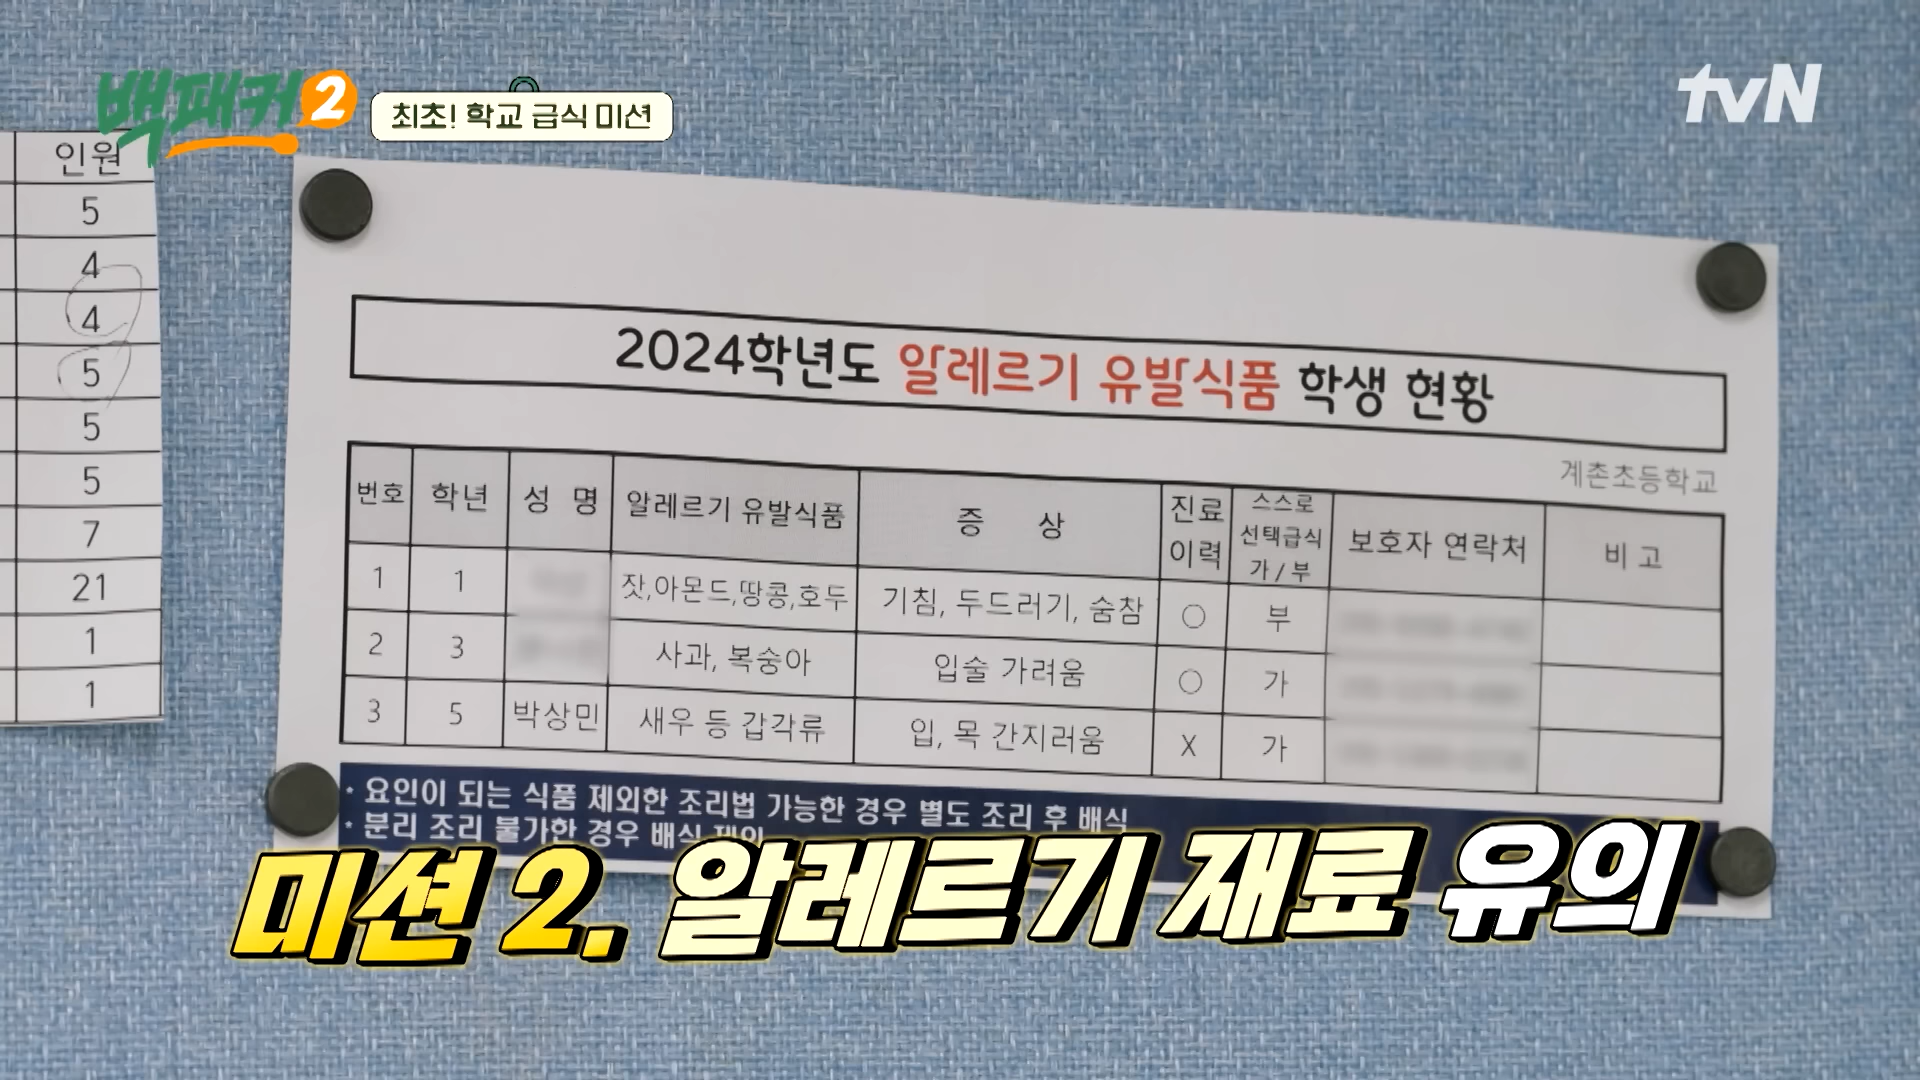 백패커2
최초! 학교 급식 미션
tvN
인원
5
4
4
5
5
5
7
21
1
1
2024학년도 알레르기 유발식품 학생 현황
계촌초등학교
번호 학년 성 명 알레르기 유발식품 증 상 진료 이력 스스로 선택급식 가/부 보호자 연락처 비 고
1 1 잣,아몬드,땅콩,호두 기침, 두드러기, 숨참 ○ 부
2 3 사과, 복숭아 입술 가려움 ○ 가
3 5 박상민 새우 등 갑각류 입, 목 간지러움 X 가
* 요인이 되는 식품 제외한 조리법 가능한 경우 별도 조리 후 배식
* 분리 조리 불가한 경우 배식 제외
미션 2. 알레르기 재료 유의